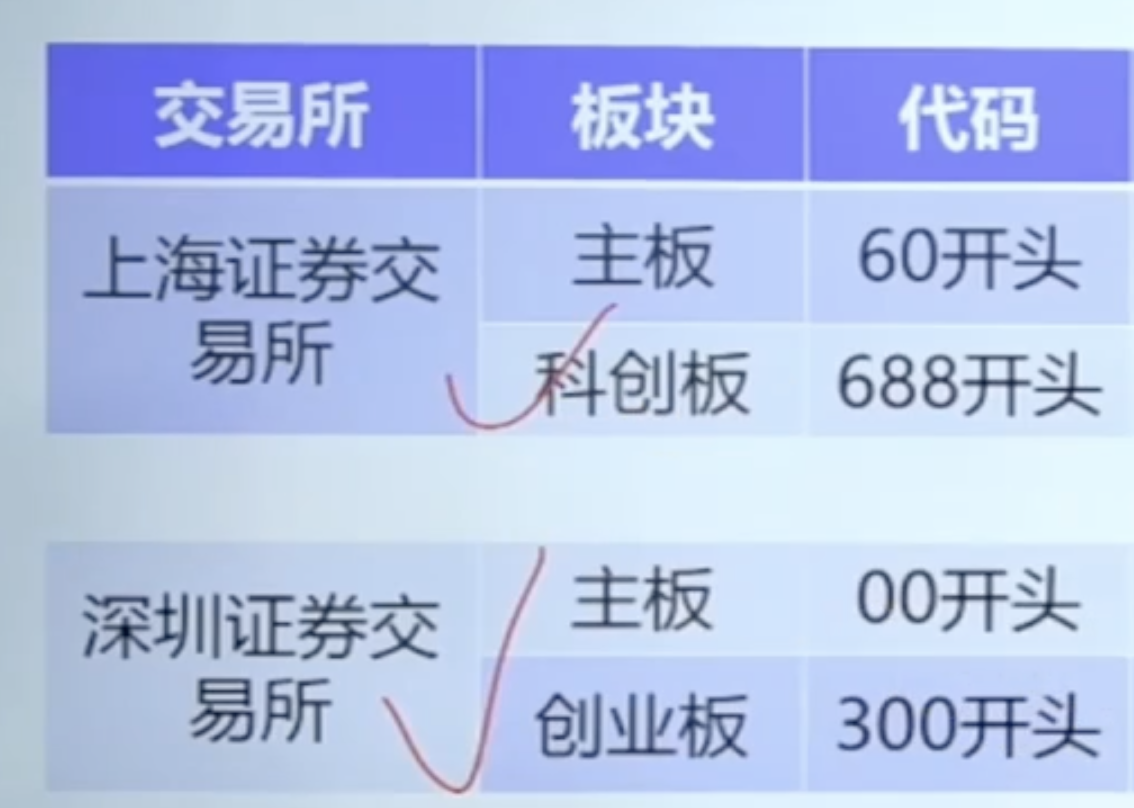 交易所 板块 代码
上海证券交
易所
主板 60开头
科创板 688开头
深圳证券交
易所
主板 00开头
创业板 300开头